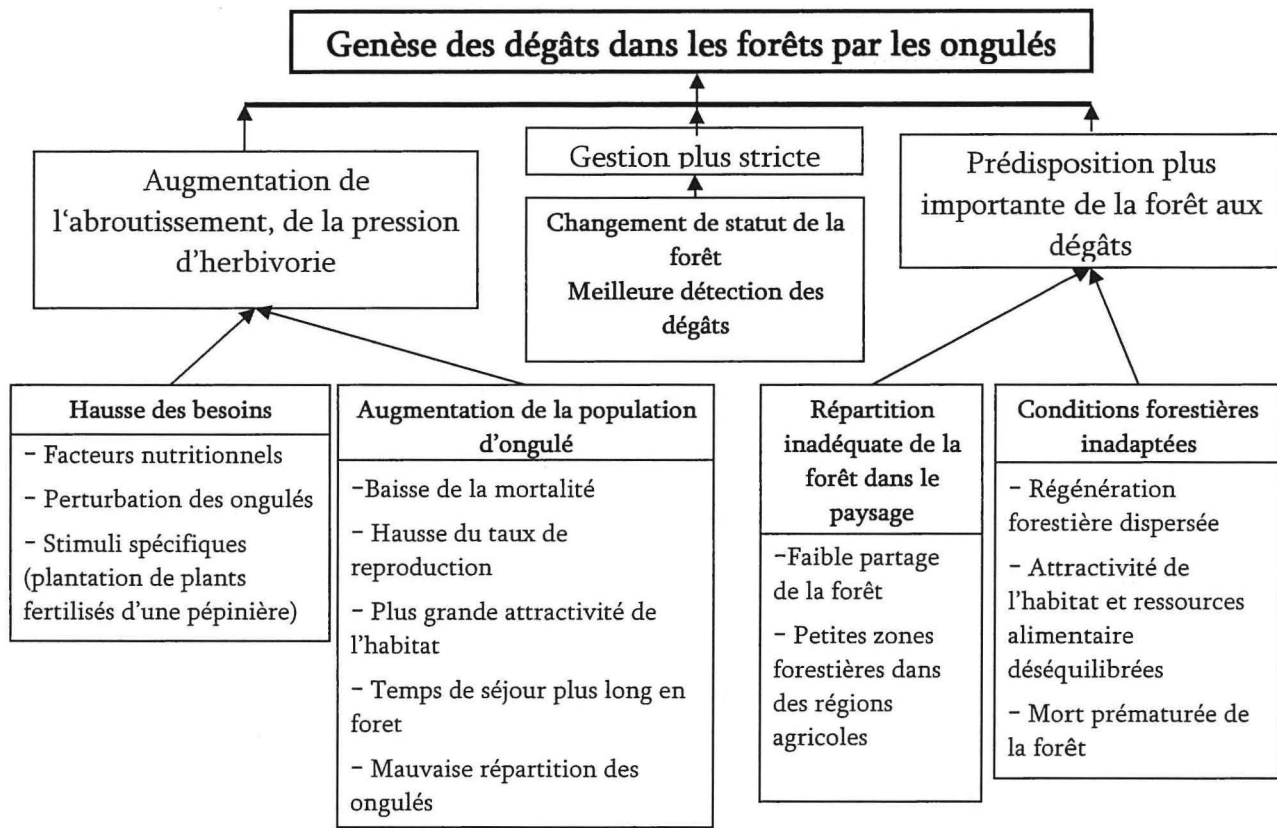 Genèse des dégâts dans les forêts par les ongulés
Augmentation de
l'abroutissement, de la pression
d'herbivorie
Gestion plus stricte
Changement de statut de la
forêt
Meilleure détection des
dégâts
Prédisposition plus
importante de la forêt aux
dégâts
Hausse des besoins
- Facteurs nutritionnels
- Perturbation des ongulés
- Stimuli spécifiques
(plantation de plants
fertilisés d'une pépinière)
Augmentation de la population
d'ongulé
-Baisse de la mortalité
- Hausse du taux de
reproduction
- Plus grande attractivité de
l'habitat
- Temps de séjour plus long en
foret
- Mauvaise répartition des
ongulés
Répartition
inadéquate de la
forêt dans le
paysage
-Faible partage
de la forêt
- Petites zones
forestières dans
des régions
agricoles
Conditions forestières
inadaptées
- Régénération
forestière dispersée
- Attractivité de
l'habitat et ressources
alimentaire
déséquilibrées
- Mort prématurée de
la forêt